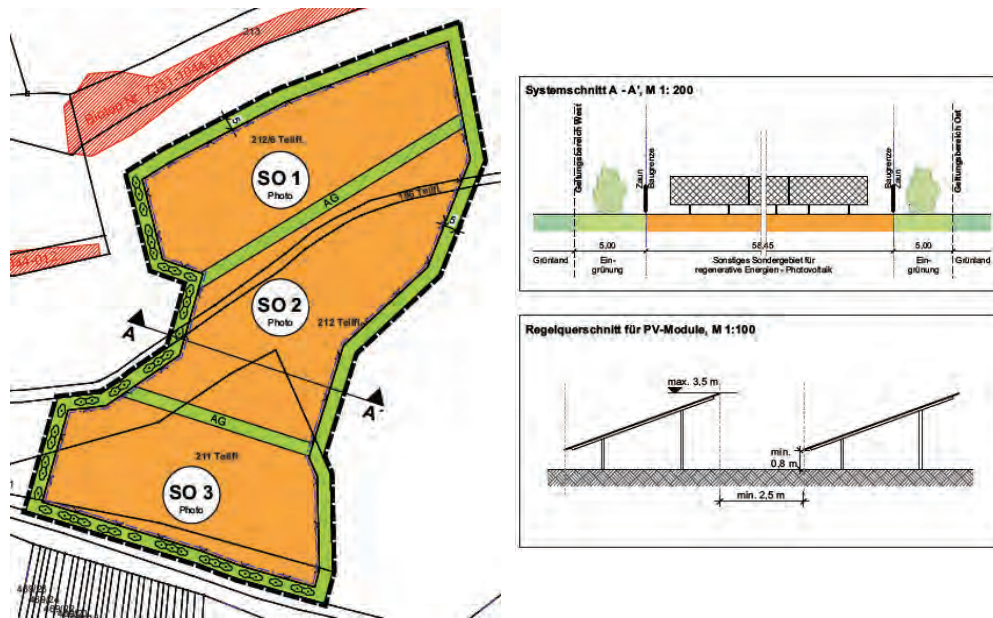 213
Biotop Nr. 7331-1044-011
5
212/6 Teilfl.
SO 1
Photo
AG
186 Teilfl.
5
044-012
SO 2
Photo
212 Teilfl.
A
A'
AG
211 Teilfl.
SO 3
Photo
Systemschnitt A - A', M 1: 200
Geltungsbereich West
Zaun
Baugrenze
Baugrenze
Zaun
Geltungsbereich Ost
5,00
58,45
5,00
Grünland
Ein-
grünung
Sonstiges Sondergebiet für
regenerative Energien - Photovoltaik
Ein-
grünung
Grünland
Regelquerschnitt für PV-Module, M 1:100
max. 3,5 m
min.
0,8 m
min. 2,5 m